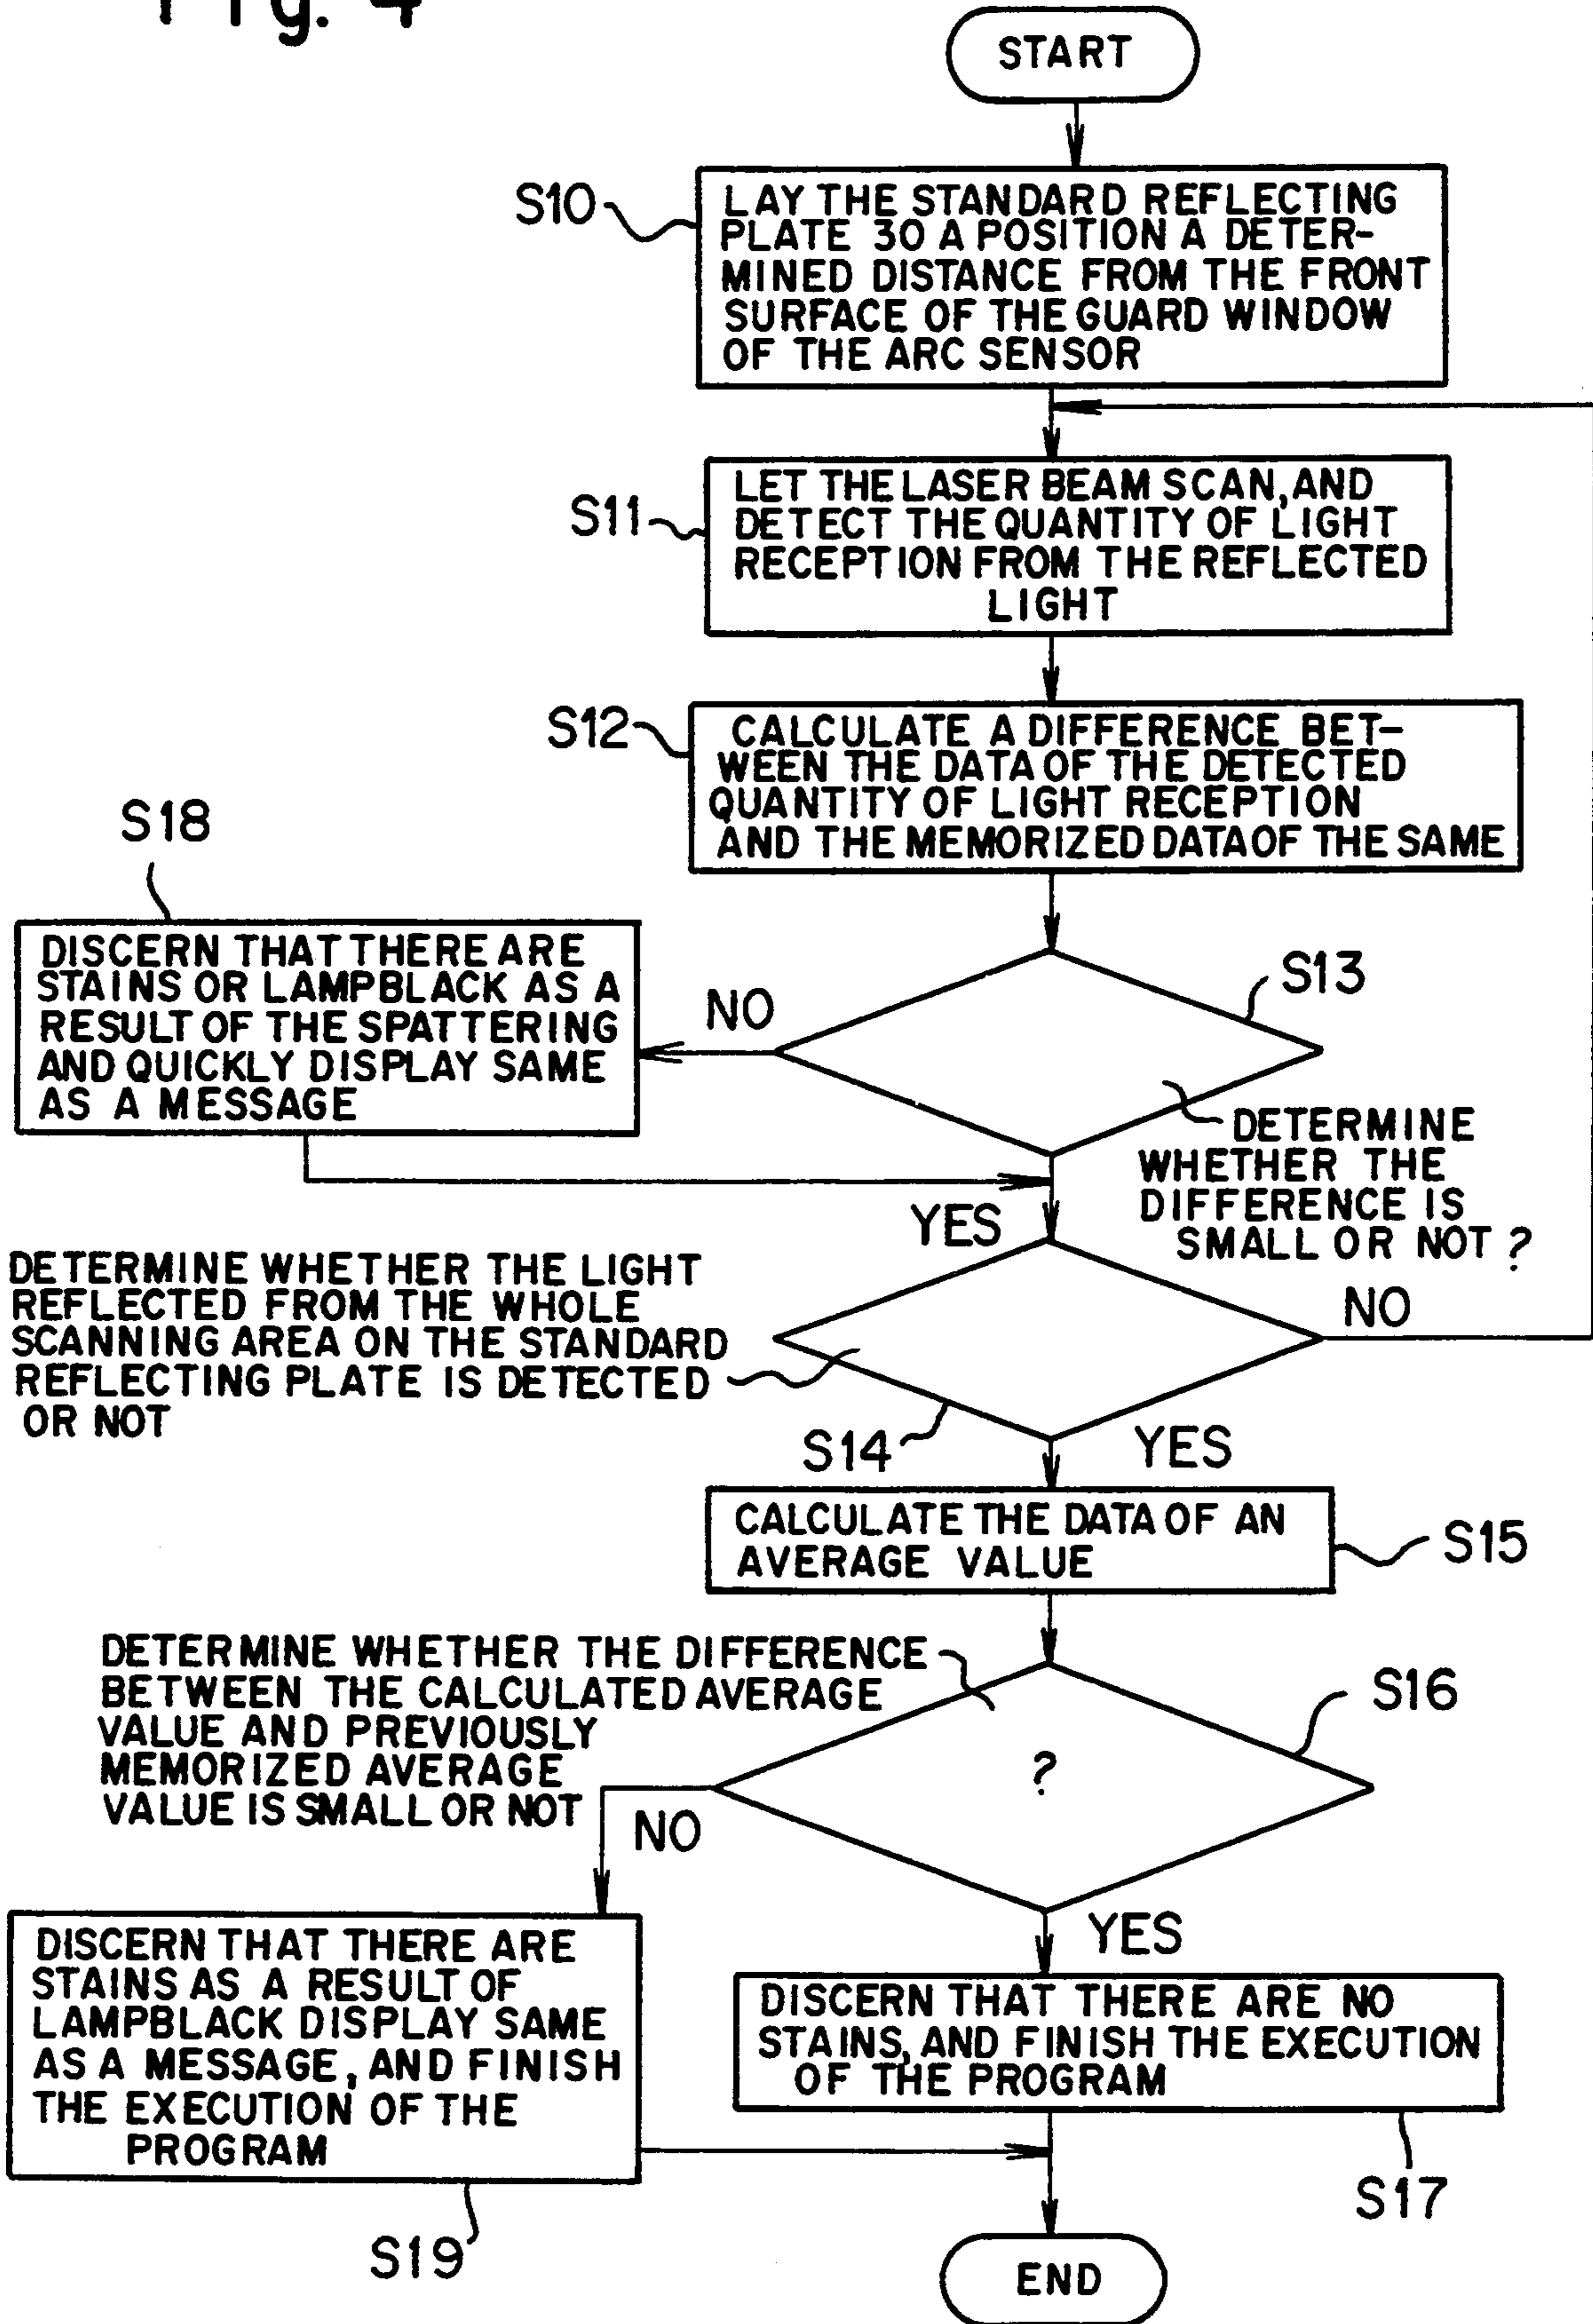 Fig. 4
START
S10
LAY THE STANDARD REFLECTING
PLATE 30 A POSITION A DETER-
MINED DISTANCE FROM THE FRONT
SURFACE OF THE GUARD WINDOW
OF THE ARC SENSOR
S11
LET THE LASER BEAM SCAN, AND
DETECT THE QUANTITY OF LIGHT
RECEPTION FROM THE REFLECTED
LIGHT
S12
CALCULATE A DIFFERENCE BET-
WEEN THE DATA OF THE DETECTED
QUANTITY OF LIGHT RECEPTION
AND THE MEMORIZED DATA OF THE SAME
S18
DISCERN THAT THERE ARE
STAINS OR LAMPBLACK AS A
RESULT OF THE SPATTERING
AND QUICKLY DISPLAY SAME
AS A MESSAGE
NO
S13
DETERMINE
WHETHER THE
DIFFERENCE IS
SMALL OR NOT ?
YES
DETERMINE WHETHER THE LIGHT
REFLECTED FROM THE WHOLE
SCANNING AREA ON THE STANDARD
REFLECTING PLATE IS DETECTED
OR NOT
NO
S14
YES
CALCULATE THE DATA OF AN
AVERAGE VALUE
S15
DETERMINE WHETHER THE DIFFERENCE
BETWEEN THE CALCULATED AVERAGE
VALUE AND PREVIOUSLY
MEMORIZED AVERAGE
VALUE IS SMALL OR NOT
S16
?
NO
YES
DISCERN THAT THERE ARE
STAINS AS A RESULT OF
LAMPBLACK DISPLAY SAME
AS A MESSAGE, AND FINISH
THE EXECUTION OF THE
PROGRAM
DISCERN THAT THERE ARE NO
STAINS, AND FINISH THE EXECUTION
OF THE PROGRAM
S17
S19
END